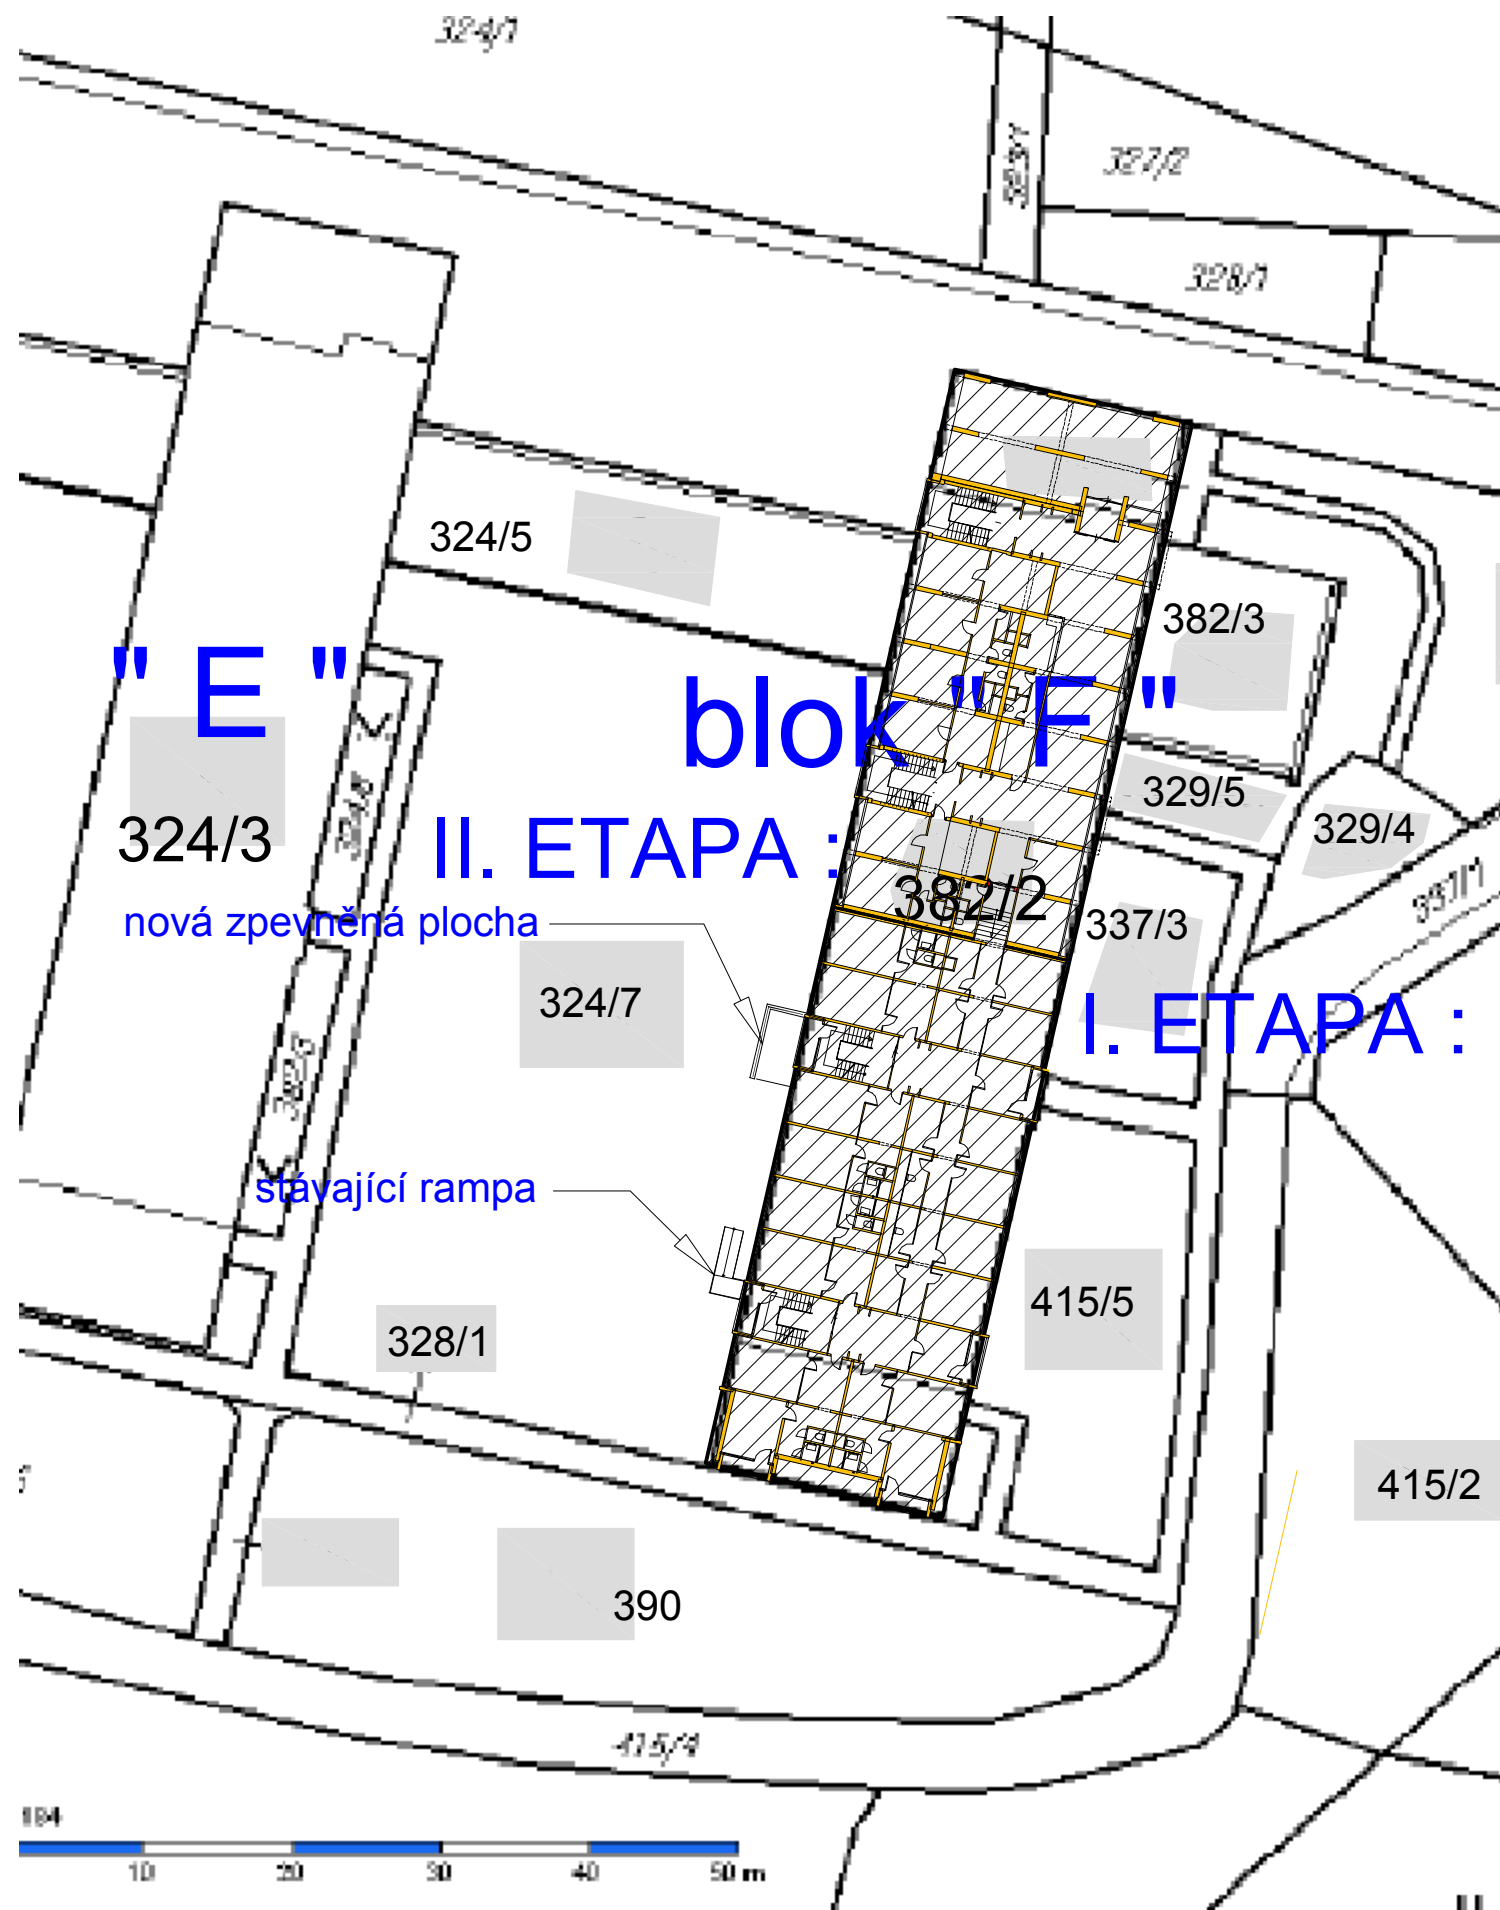 324/1
327/2
328/1
324/5
382/3
" E "
blok " F "
329/5
329/4
324/3
II. ETAPA :
382/2
337/1
nová zpevněná plocha
337/3
324/7
I. ETAPA :
stávající rampa
415/5
328/1
415/2
390
415/4
10 20 30 40 50 m